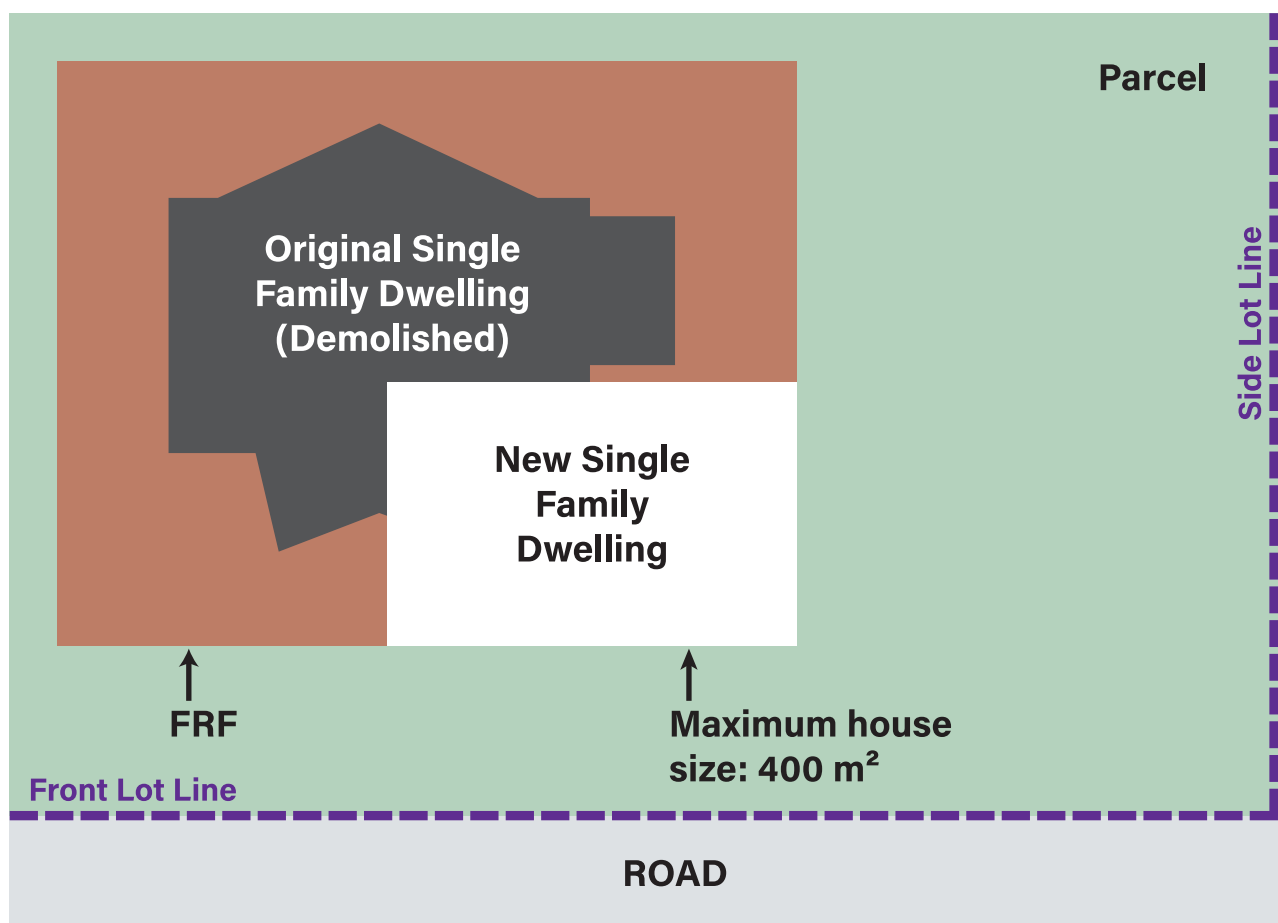 Parcel
Original Single
Family Dwelling
(Demolished)
Side Lot Line
New Single
Family
Dwelling
FRF
Maximum house
size: 400 m²
Front Lot Line
ROAD